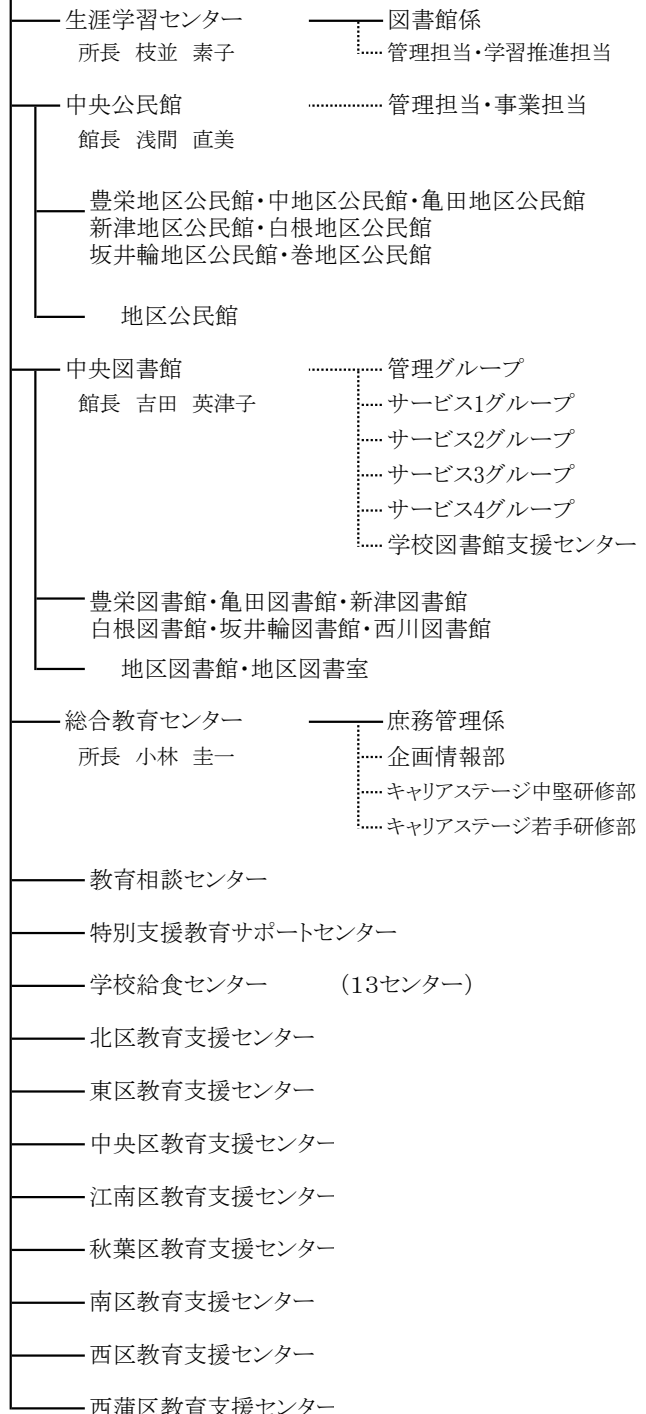 生涯学習センター 図書館係
所長 枝並 素子 管理担当・学習推進担当
中央公民館 管理担当・事業担当
館長 浅間 直美
豊栄地区公民館・中地区公民館・亀田地区公民館
新津地区公民館・白根地区公民館
坂井輪地区公民館・巻地区公民館
地区公民館
中央図書館 管理グループ
館長 吉田 英津子 サービス1グループ
サービス2グループ
サービス3グループ
サービス4グループ
学校図書館支援センター
豊栄図書館・亀田図書館・新津図書館
白根図書館・坂井輪図書館・西川図書館
地区図書館・地区図書室
総合教育センター 庶務管理係
所長 小林 圭一 企画情報部
キャリアステージ中堅研修部
キャリアステージ若手研修部
教育相談センター
特別支援教育サポートセンター
学校給食センター (13センター)
北区教育支援センター
東区教育支援センター
中央区教育支援センター
江南区教育支援センター
秋葉区教育支援センター
南区教育支援センター
西区教育支援センター
西蒲区教育支援センター